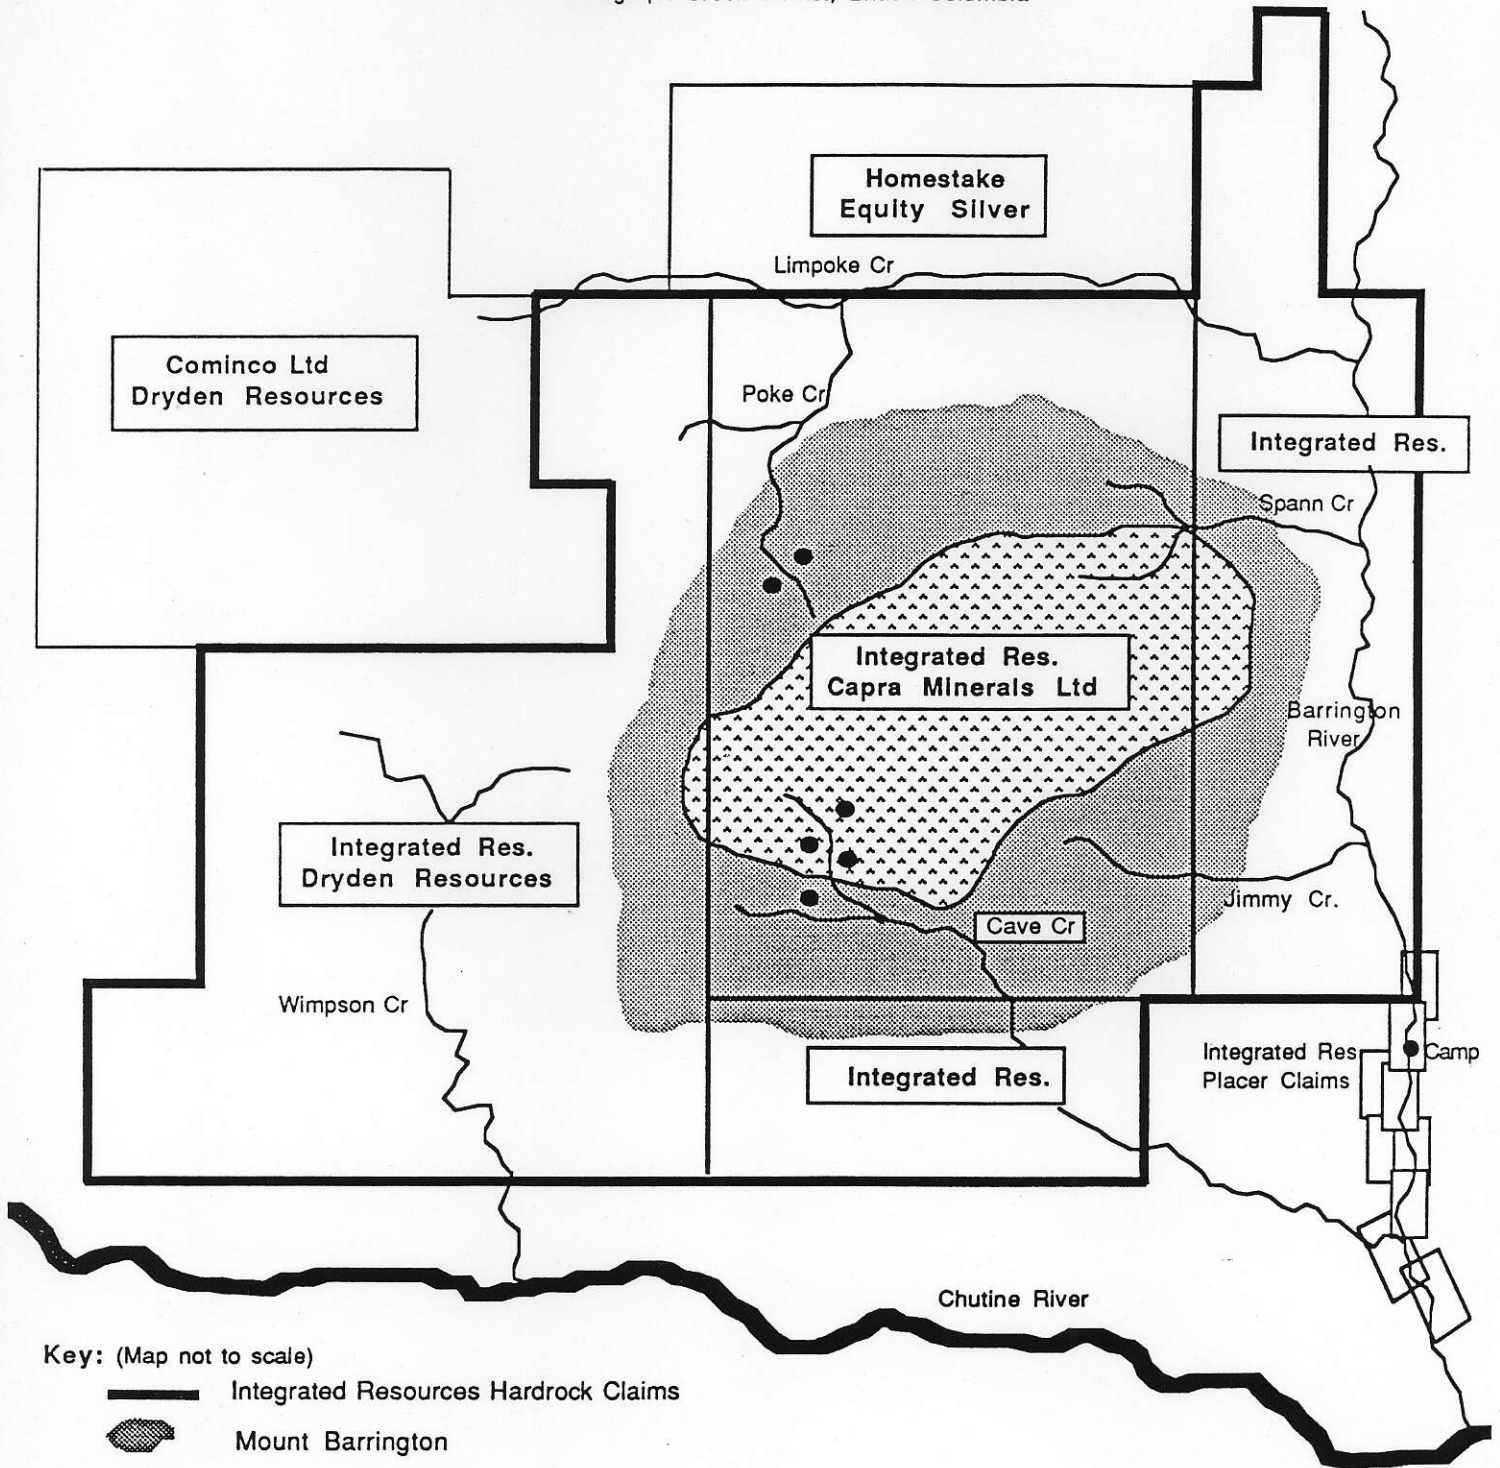 British Columbia
Homestake
Equity Silver
Limpoke Cr
Cominco Ltd
Dryden Resources
Poke Cr
Integrated Res.
Spann Cr
Integrated Res.
Capra Minerals Ltd
Barrington
River
Integrated Res.
Dryden Resources
Jimmy Cr.
Cave Cr
Wimpson Cr
Integrated Res
Placer Claims
Camp
Integrated Res.
Chutine River
Key: (Map not to scale)
Integrated Resources Hardrock Claims
Mount Barrington